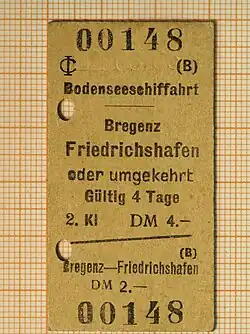 00148
(B)
Bodenseeschiffahrt
Bregenz
Friedrichshafen
oder umgekehrt
Gültig 4 Tage
2. Kl DM 4.—
(B)
Bregenz—Friedrichshafen
DM 2.—
00148